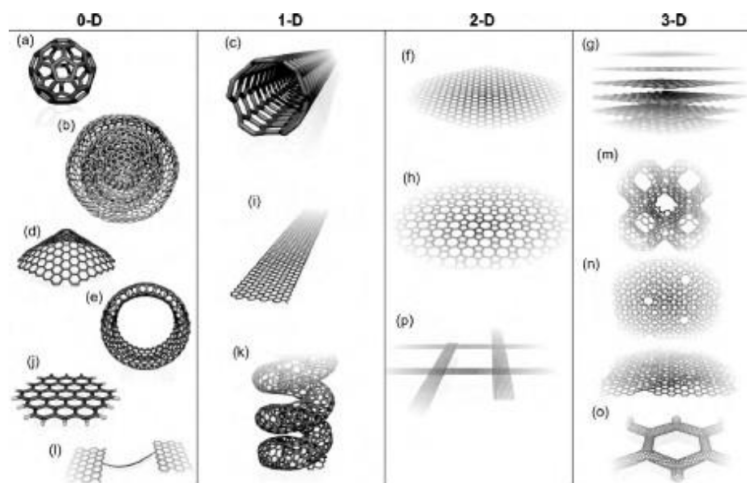 0-D 1-D 2-D 3-D
(a) (c) (f) (g)
(b)
(m)
(h)
(i)
(d)
(n)
(e)
(p)
(k)
(j)
(o)
(l)